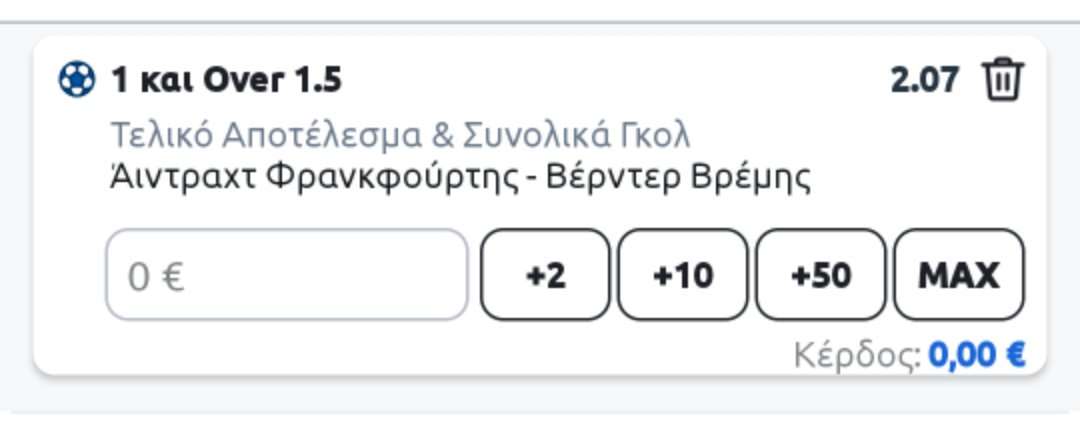 1 και Over 1.5 2.07
Τελικό Αποτέλεσμα & Συνολικά Γκολ
Άιντραχτ Φρανκφούρτης - Βέρντερ Βρέμης
0 € +2 +10 +50 MAX
Κέρδος: 0,00 €